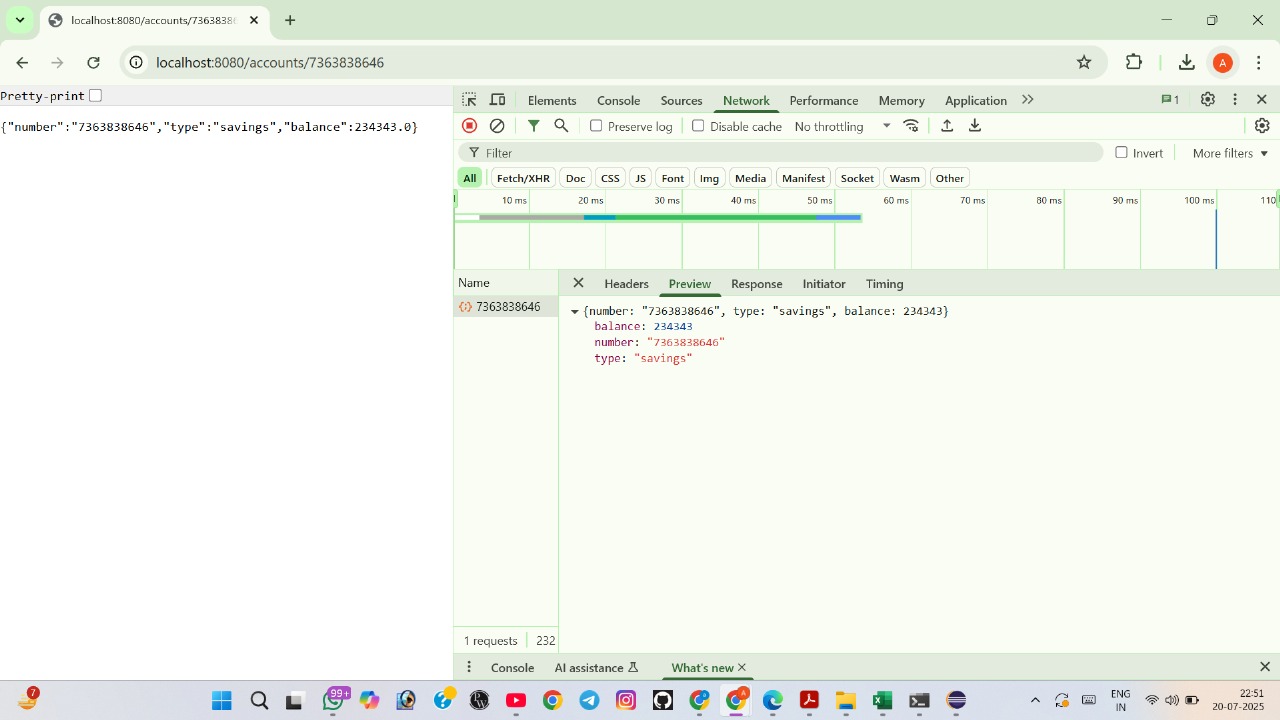 localhost:8080/accounts/7363838
localhost:8080/accounts/7363838646
A
Pretty-print
{"number":"7363838646","type":"savings","balance":234343.0}
Elements Console Sources Network Performance Memory Application 1
Preserve log Disable cache No throttling
Filter Invert More filters
All Fetch/XHR Doc CSS JS Font Img Media Manifest Socket Wasm Other
10 ms 20 ms 30 ms 40 ms 50 ms 60 ms 70 ms 80 ms 90 ms 100 ms 110
Name Headers Preview Response Initiator Timing
7363838646
{number: "7363838646", type: "savings", balance: 234343}
balance: 234343
number: "7363838646"
type: "savings"
1 requests 232
Console AI assistance What's new
7 99+ A ENG IN 22:51 20-07-2025